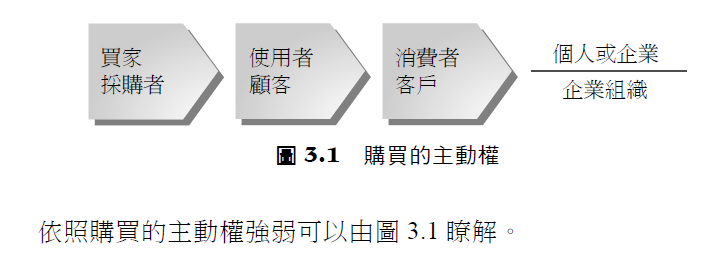 買家
採購者
使用者
顧客
消費者
客戶
個人或企業
企業組織
圖 3.1 購買的主動權
依照購買的主動權強弱可以由圖 3.1 瞭解。